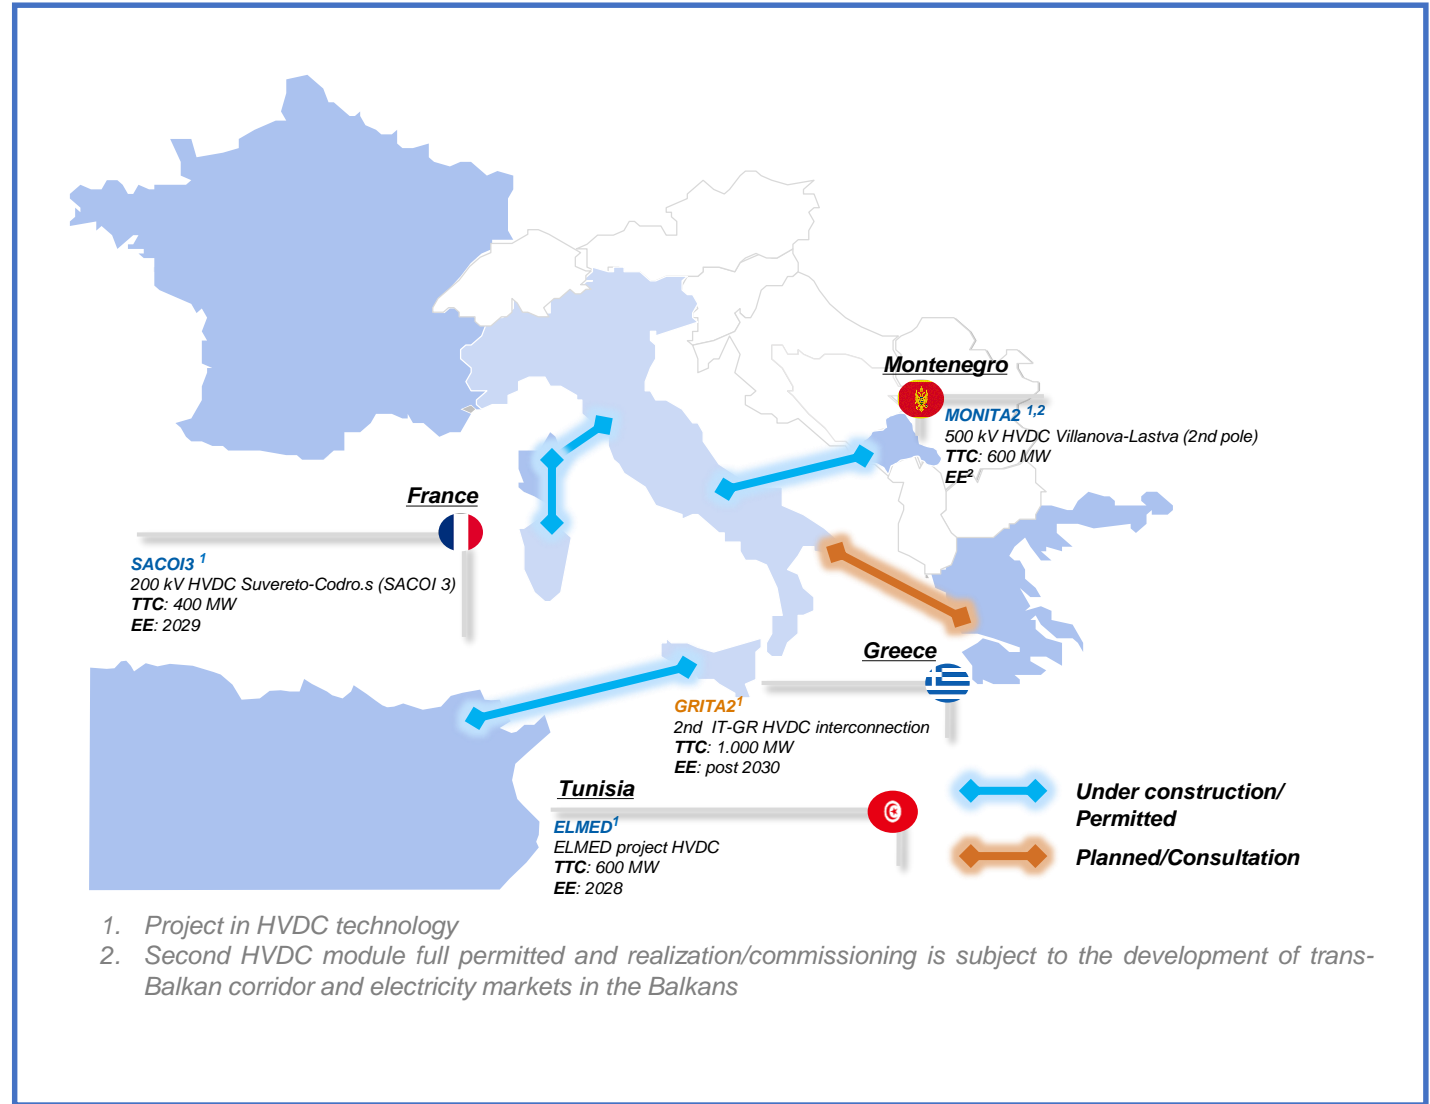 Montenegro
MONITA2 1,2
500 kV HVDC Villanova-Lastva (2nd pole)
TTC: 600 MW
EE2
France
SACOI3 1
200 kV HVDC Suvereto-Codro.s (SACOI 3)
TTC: 400 MW
EE: 2029
Greece
GRITA21
2nd IT-GR HVDC interconnection
TTC: 1.000 MW
EE: post 2030
Tunisia
ELMED1
ELMED project HVDC
TTC: 600 MW
EE: 2028
Under construction/
Permitted
Planned/Consultation
1. Project in HVDC technology
2. Second HVDC module full permitted and realization/commissioning is subject to the development of trans-
Balkan corridor and electricity markets in the Balkans